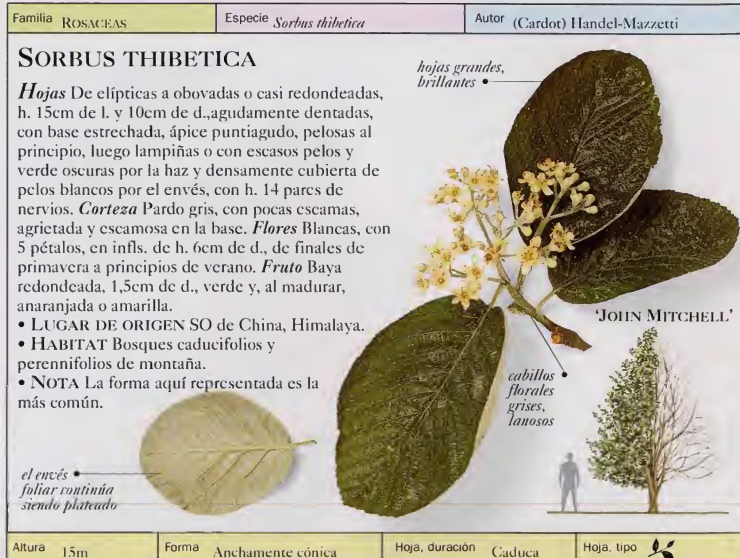 Familia ROSACEAS
Especie Sorbus thibetica
Autor (Cardot) Handel-Mazzetti
SORBUS THIBETICA
Hojas De elípticas a obovadas o casi redondeadas,
h. 15cm de l. y 10cm de d.,agudamente dentadas,
con base estrechada, ápice puntiagudo, pelosas al
principio, luego lampiñas o con escasos pelos y
verde oscuras por la haz y densamente cubierta de
pelos blancos por el envés, con h. 14 pares de
nervios. Corteza Pardo gris, con pocas escamas,
agrietada y escamosa en la base. Flores Blancas, con
5 pétalos, en infls. de h. 6cm de d., de finales de
primavera a principios de verano. Fruto Baya
redondeada, 1,5cm de d., verde y, al madurar,
anaranjada o amarilla.
• LUGAR DE ORIGEN SO de China, Himalaya.
• HABITAT Bosques caducifolios y
perennifolios de montaña.
• NOTA La forma aquí representada es la
más común.
hojas grandes,
brillantes •
'JOHN MITCHELL'
cabillos
florales
grises,
lanosos
el envés •
foliar continúa
siendo plateado
Altura 15m
Forma Anchamente cónica
Hoja, duración Caduca
Hoja, tipo